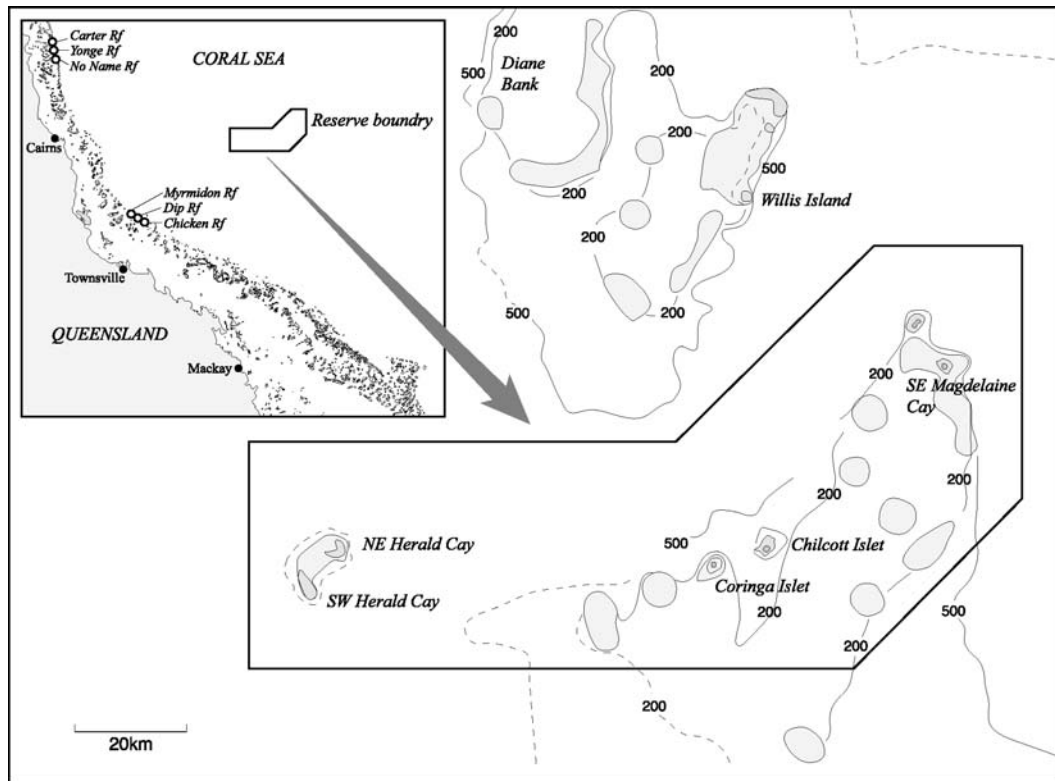 Carter Rf
Yonge Rf
No Name Rf
CORAL SEA
Reserve boundry
Cairns
Myrmidon Rf
Dip Rf
Chicken Rf
Townsville
QUEENSLAND
Mackay
200
Diane
Bank
500
200
200
500
200
Willis Island
200
200
500
200
SE Magdelaine
Cay
200
200
500
NE Herald Cay
Chilcott Islet
Coringa Islet
SW Herald Cay
200
500
200
200
20km